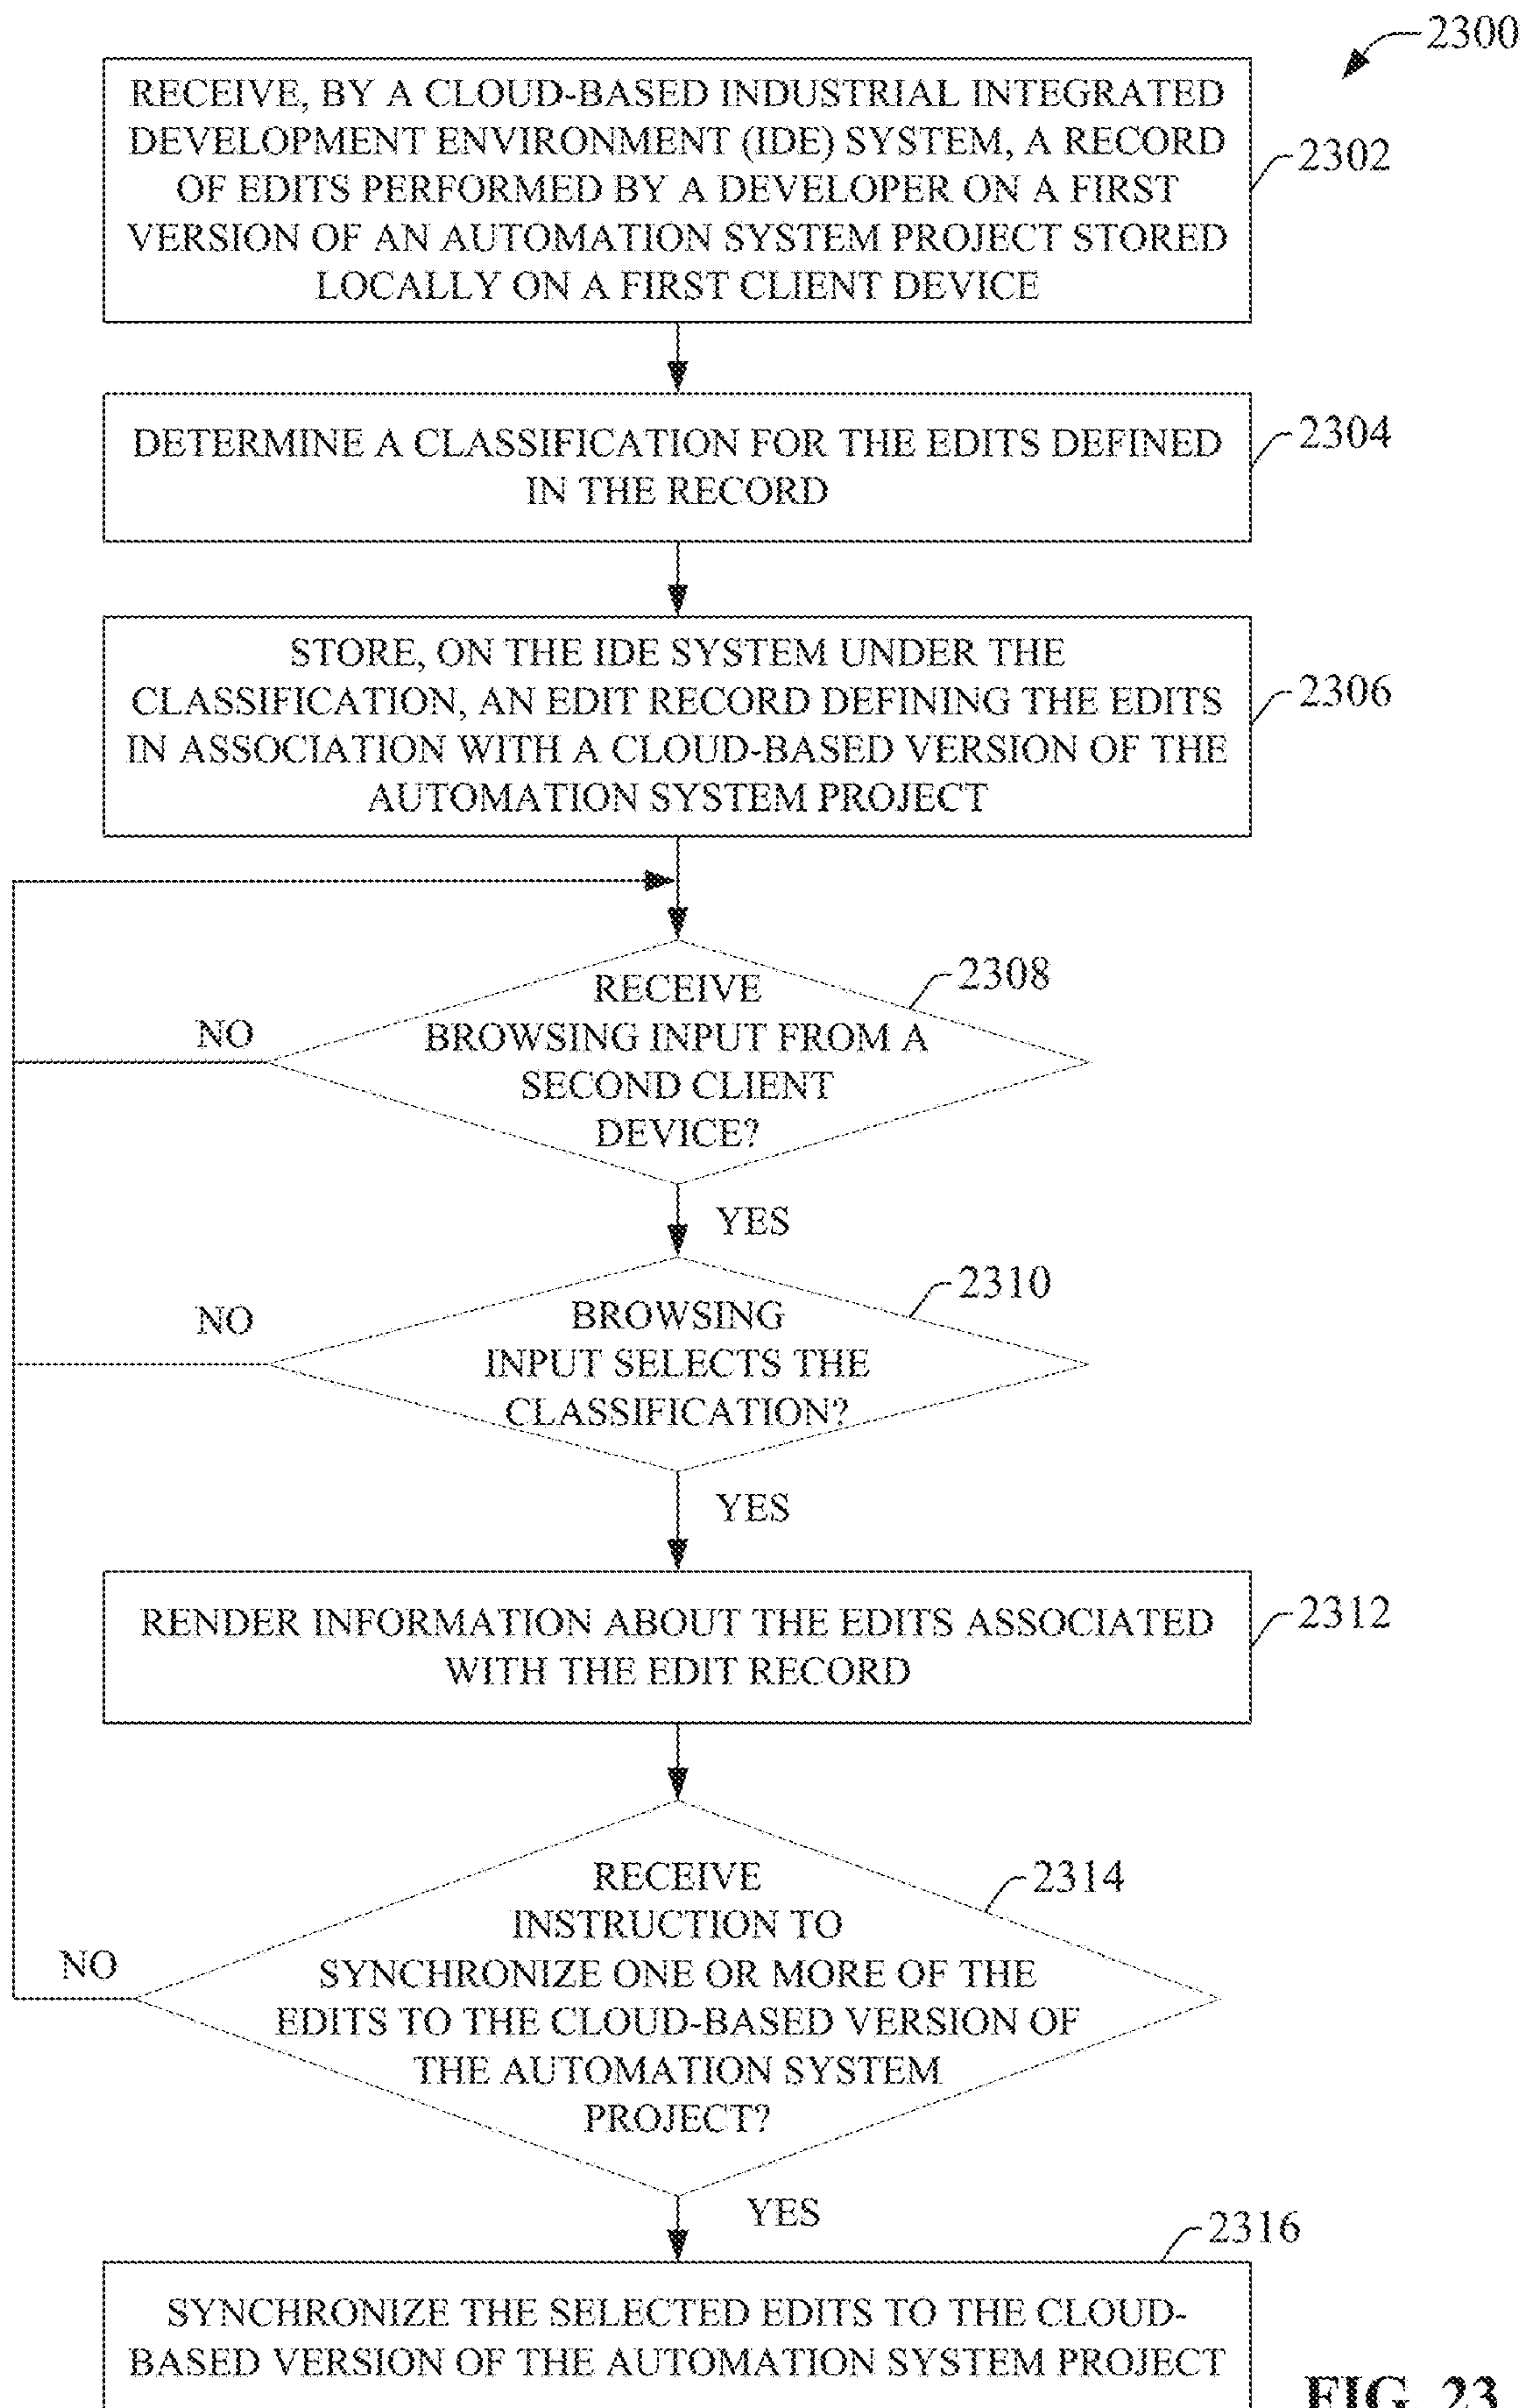 2300
RECEIVE, BY A CLOUD-BASED INDUSTRIAL INTEGRATED
DEVELOPMENT ENVIRONMENT (IDE) SYSTEM, A RECORD
OF EDITS PERFORMED BY A DEVELOPER ON A FIRST
VERSION OF AN AUTOMATION SYSTEM PROJECT STORED
LOCALLY ON A FIRST CLIENT DEVICE
2302
DETERMINE A CLASSIFICATION FOR THE EDITS DEFINED
IN THE RECORD
2304
STORE, ON THE IDE SYSTEM UNDER THE
CLASSIFICATION, AN EDIT RECORD DEFINING THE EDITS
IN ASSOCIATION WITH A CLOUD-BASED VERSION OF THE
AUTOMATION SYSTEM PROJECT
2306
RECEIVE
BROWSING INPUT FROM A
SECOND CLIENT
DEVICE?
2308
NO
YES
BROWSING
INPUT SELECTS THE
CLASSIFICATION?
2310
NO
YES
RENDER INFORMATION ABOUT THE EDITS ASSOCIATED
WITH THE EDIT RECORD
2312
RECEIVE
INSTRUCTION TO
SYNCHRONIZE ONE OR MORE OF THE
EDITS TO THE CLOUD-BASED VERSION OF
THE AUTOMATION SYSTEM
PROJECT?
2314
NO
YES
2316
SYNCHRONIZE THE SELECTED EDITS TO THE CLOUD-
BASED VERSION OF THE AUTOMATION SYSTEM PROJECT
FIG. 23